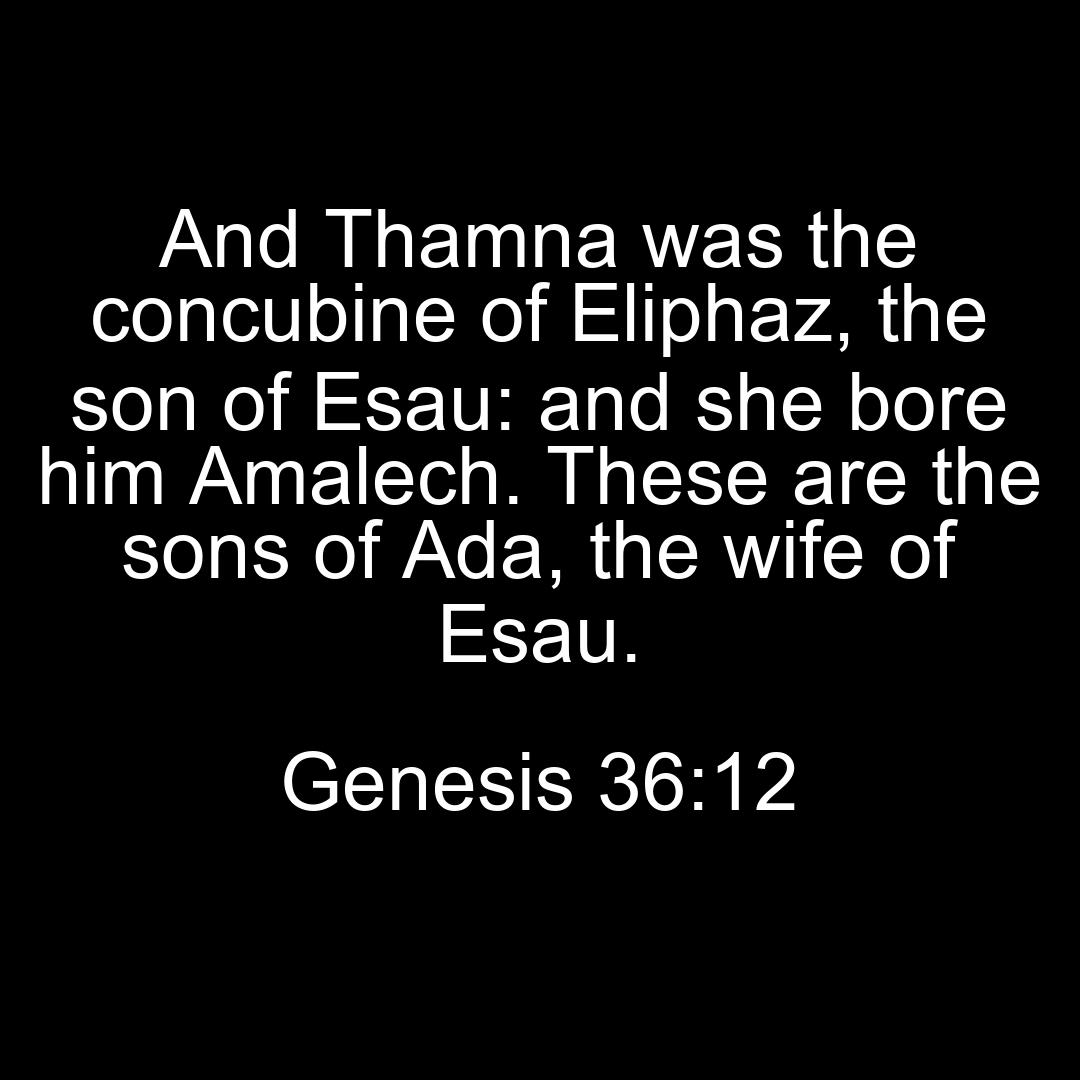 And Thamna was the
concubine of Eliphaz, the
son of Esau: and she bore
him Amalech. These are the
sons of Ada, the wife of
Esau.
Genesis 36:12